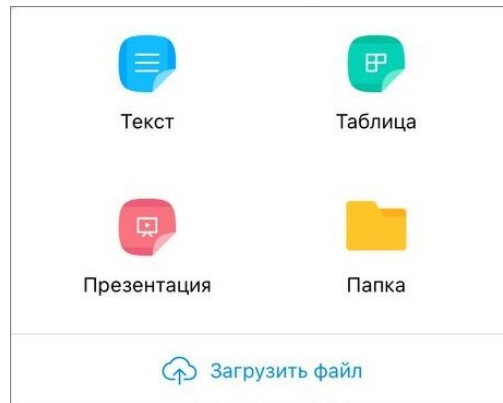 Текст
Таблица
Презентация
Папка
Загрузить файл